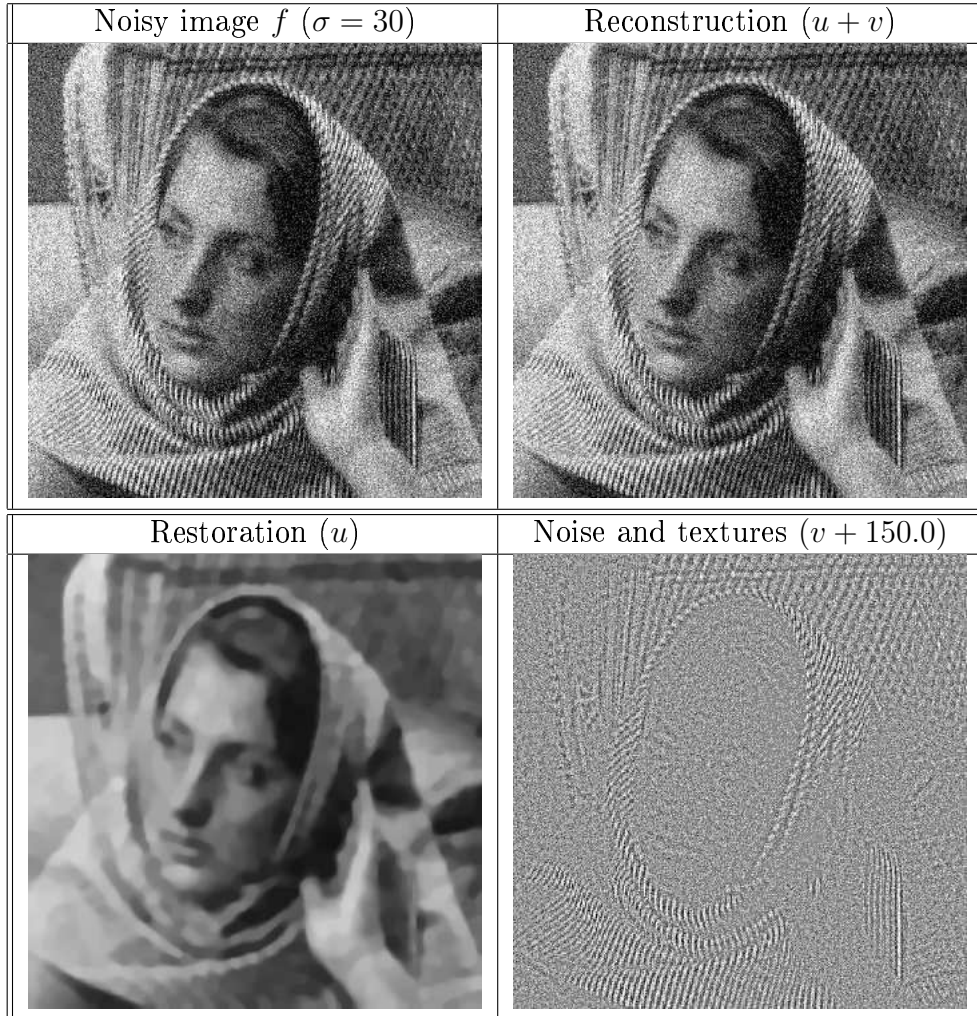 Noisy image f (σ = 30)
Reconstruction (u + v)
Restoration (u)
Noise and textures (v + 150.0)